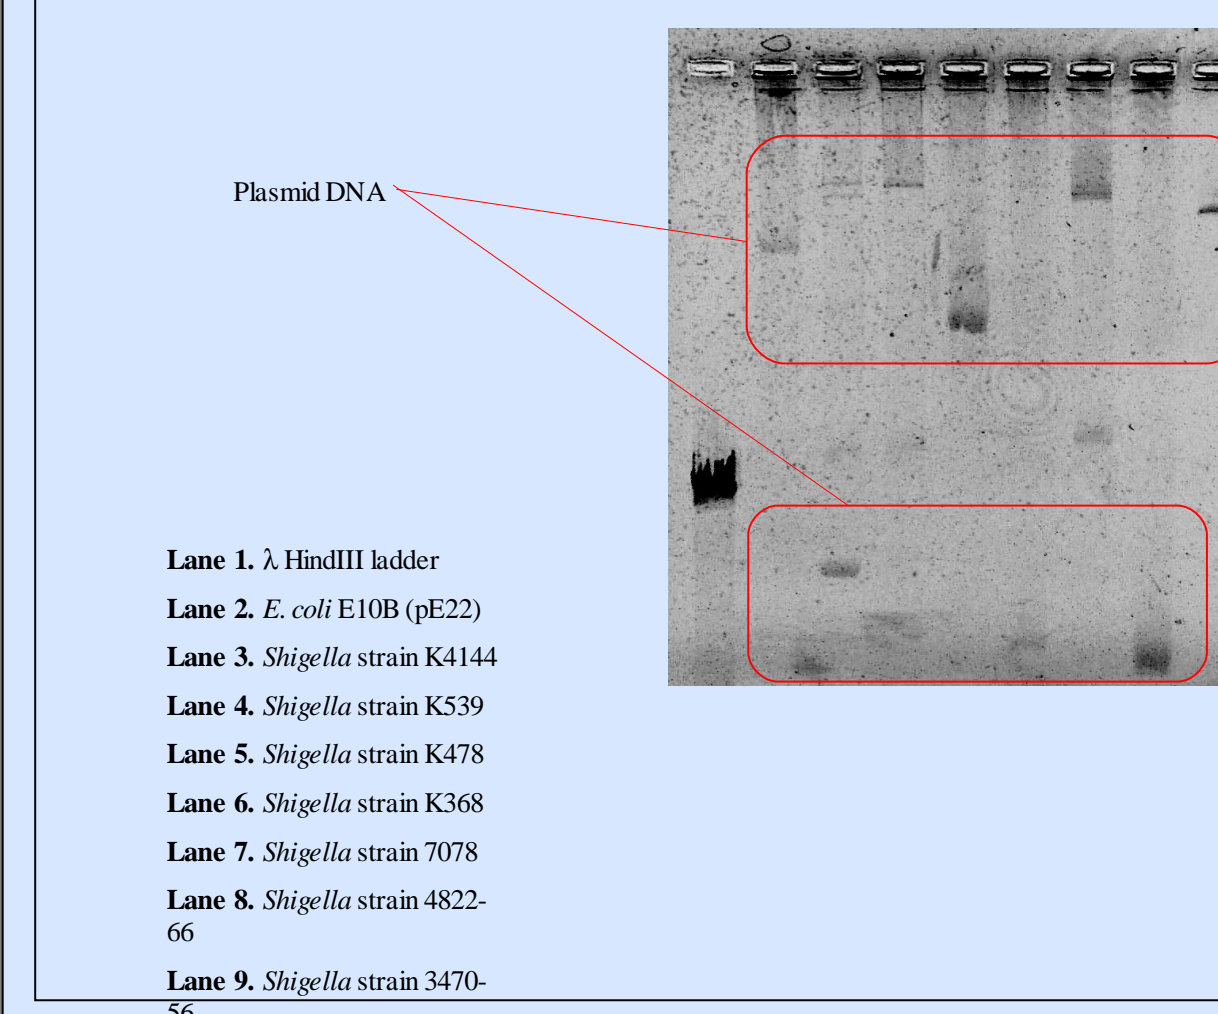 Plasmid DNA
Lane 1. λ HindIII ladder
Lane 2. E. coli E10B (pE22)
Lane 3. Shigella strain K4144
Lane 4. Shigella strain K539
Lane 5. Shigella strain K478
Lane 6. Shigella strain K368
Lane 7. Shigella strain 7078
Lane 8. Shigella strain 4822-
66
Lane 9. Shigella strain 3470-
56